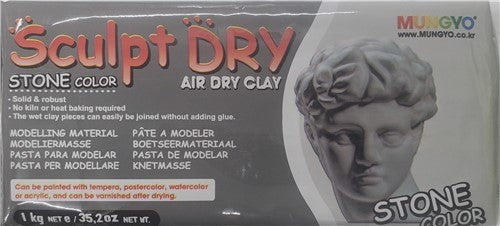 Sculpt DRY
MUNGYO®
www.MUNGYO.co.kr
STONE COLOR
AIR DRY CLAY
• Solid & robust
• No kiln or heat baking required
• The wet clay pieces can easily be joined without adding glue.
MODELLING MATERIAL PÂTE A MODELER
MODELIERMASSE BOETSEERMATERIAAL
PASTA PARA MODELAR PASTA DE MODELAR
PASTA PER MODELLARE KNETMASSE
Can be painted with tempera, postercolor, watercolor
or acrylic, and can be varnished after drying.
1 kg NET e / 35,2oz NET WT.
STONE
COLOR